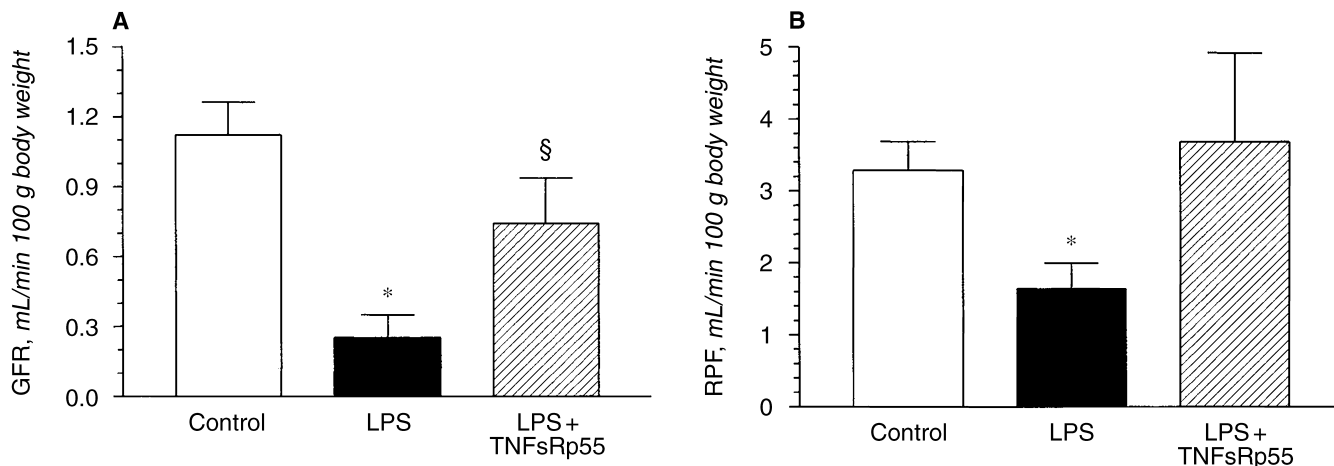 A
GFR, mL/min 100 g body weight
1.5
1.2
0.9
0.6
0.3
0.0
*
§
Control
LPS
LPS +
TNFsRp55
B
RPF, mL/min 100 g body weight
5
4
3
2
1
0
*
Control
LPS
LPS +
TNFsRp55